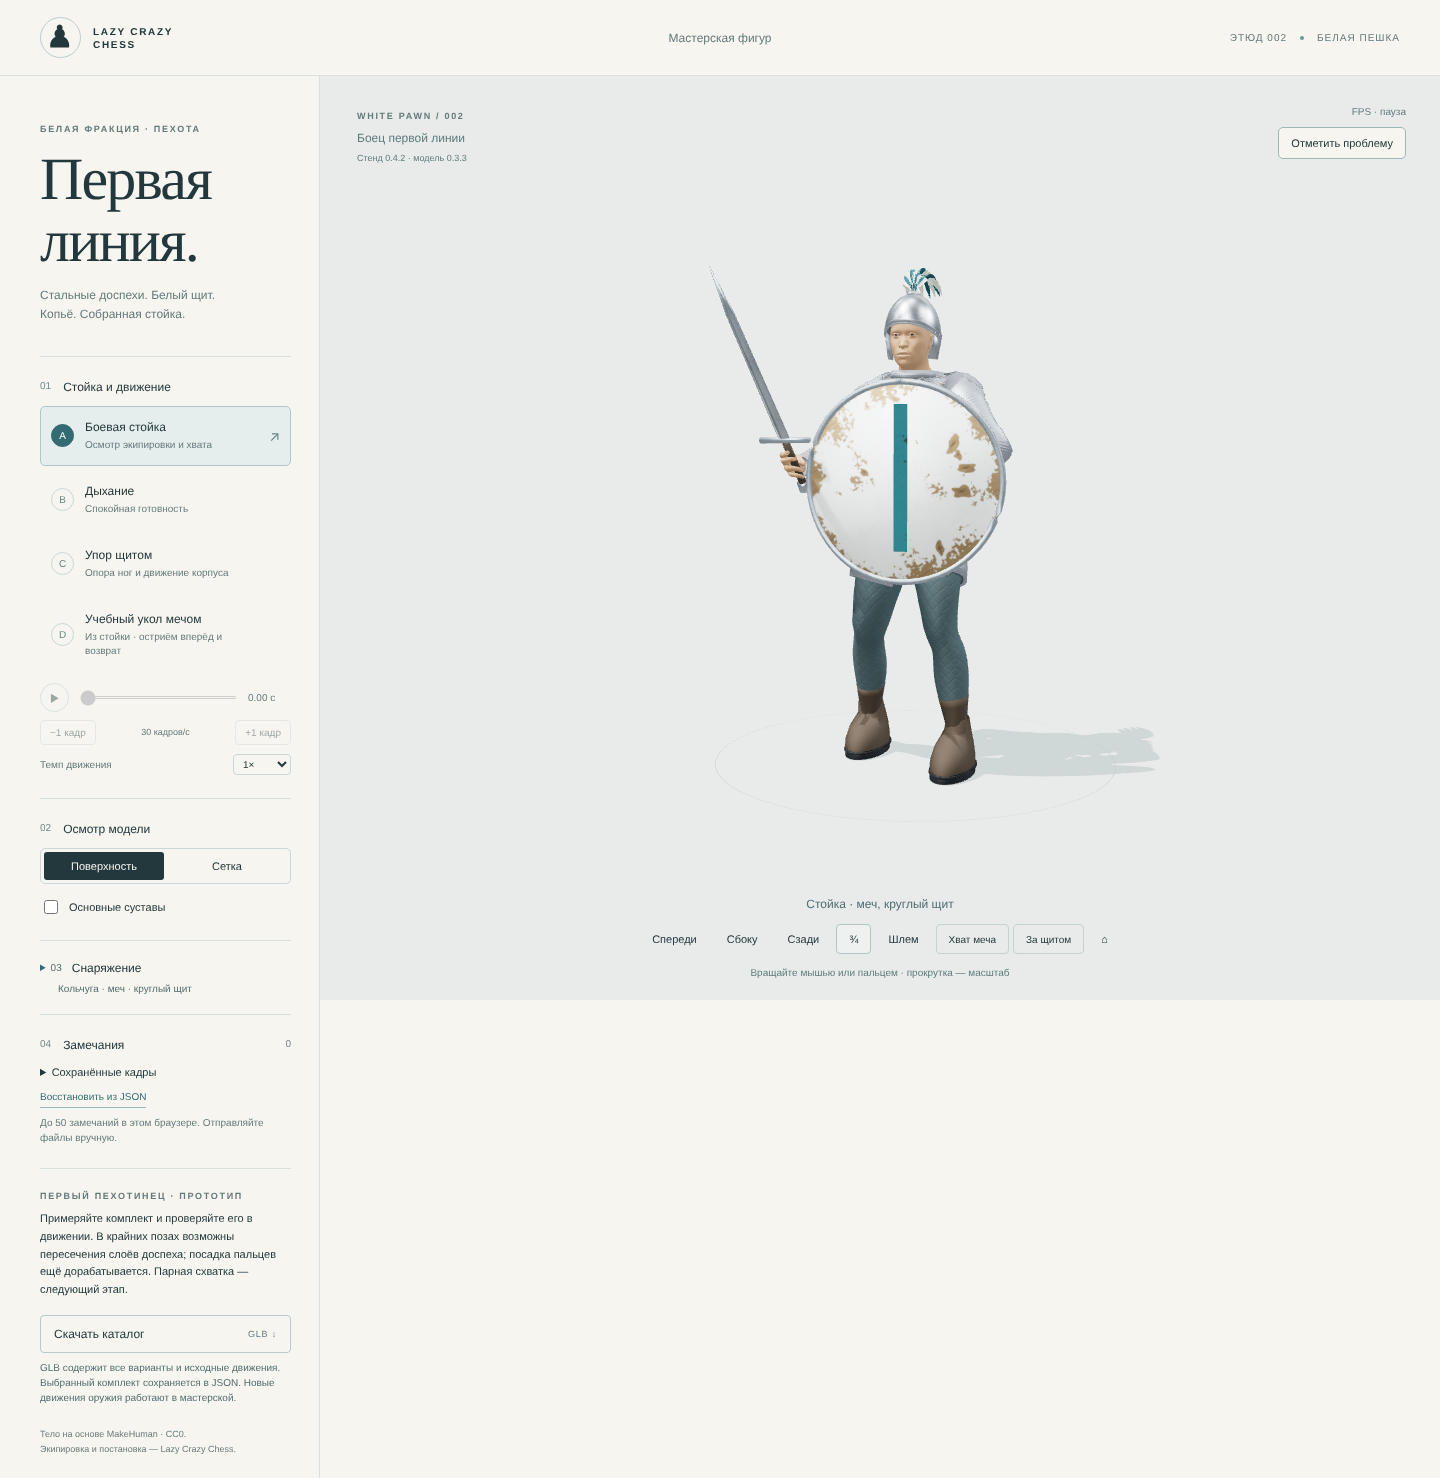 LAZY CRAZY
CHESS
Мастерская фигур
ЭТЮД 002 • БЕЛАЯ ПЕШКА
БЕЛАЯ ФРАКЦИЯ · ПЕХОТА
Первая
линия.
Стальные доспехи. Белый щит.
Копьё. Собранная стойка.
01 Стойка и движение
A Боевая стойка
Осмотр экипировки и хвата
B Дыхание
Спокойная готовность
C Упор щитом
Опора ног и движение корпуса
D Учебный укол мечом
Из стойки · остриём вперёд и
возврат
0.00 с
−1 кадр 30 кадров/с +1 кадр
Темп движения 1×
02 Осмотр модели
Поверхность Сетка
Основные суставы
03 Снаряжение
Кольчуга · меч · круглый щит
04 Замечания 0
Сохранённые кадры
Восстановить из JSON
До 50 замечаний в этом браузере. Отправляйте
файлы вручную.
ПЕРВЫЙ ПЕХОТИНЕЦ · ПРОТОТИП
Примеряйте комплект и проверяйте его в
движении. В крайних позах возможны
пересечения слоёв доспеха; посадка пальцев
ещё дорабатывается. Парная схватка —
следующий этап.
Скачать каталог GLB ↓
GLB содержит все варианты и исходные движения.
Выбранный комплект сохраняется в JSON. Новые
движения оружия работают в мастерской.
Тело на основе MakeHuman · CC0.
Экипировка и постановка — Lazy Crazy Chess.
WHITE PAWN / 002
Боец первой линии
Стенд 0.4.2 · модель 0.3.3
FPS · пауза
Отметить проблему
Стойка · меч, круглый щит
Спереди Сбоку Сзади ¾ Шлем Хват меча За щитом ⌂
Вращайте мышью или пальцем · прокрутка — масштаб